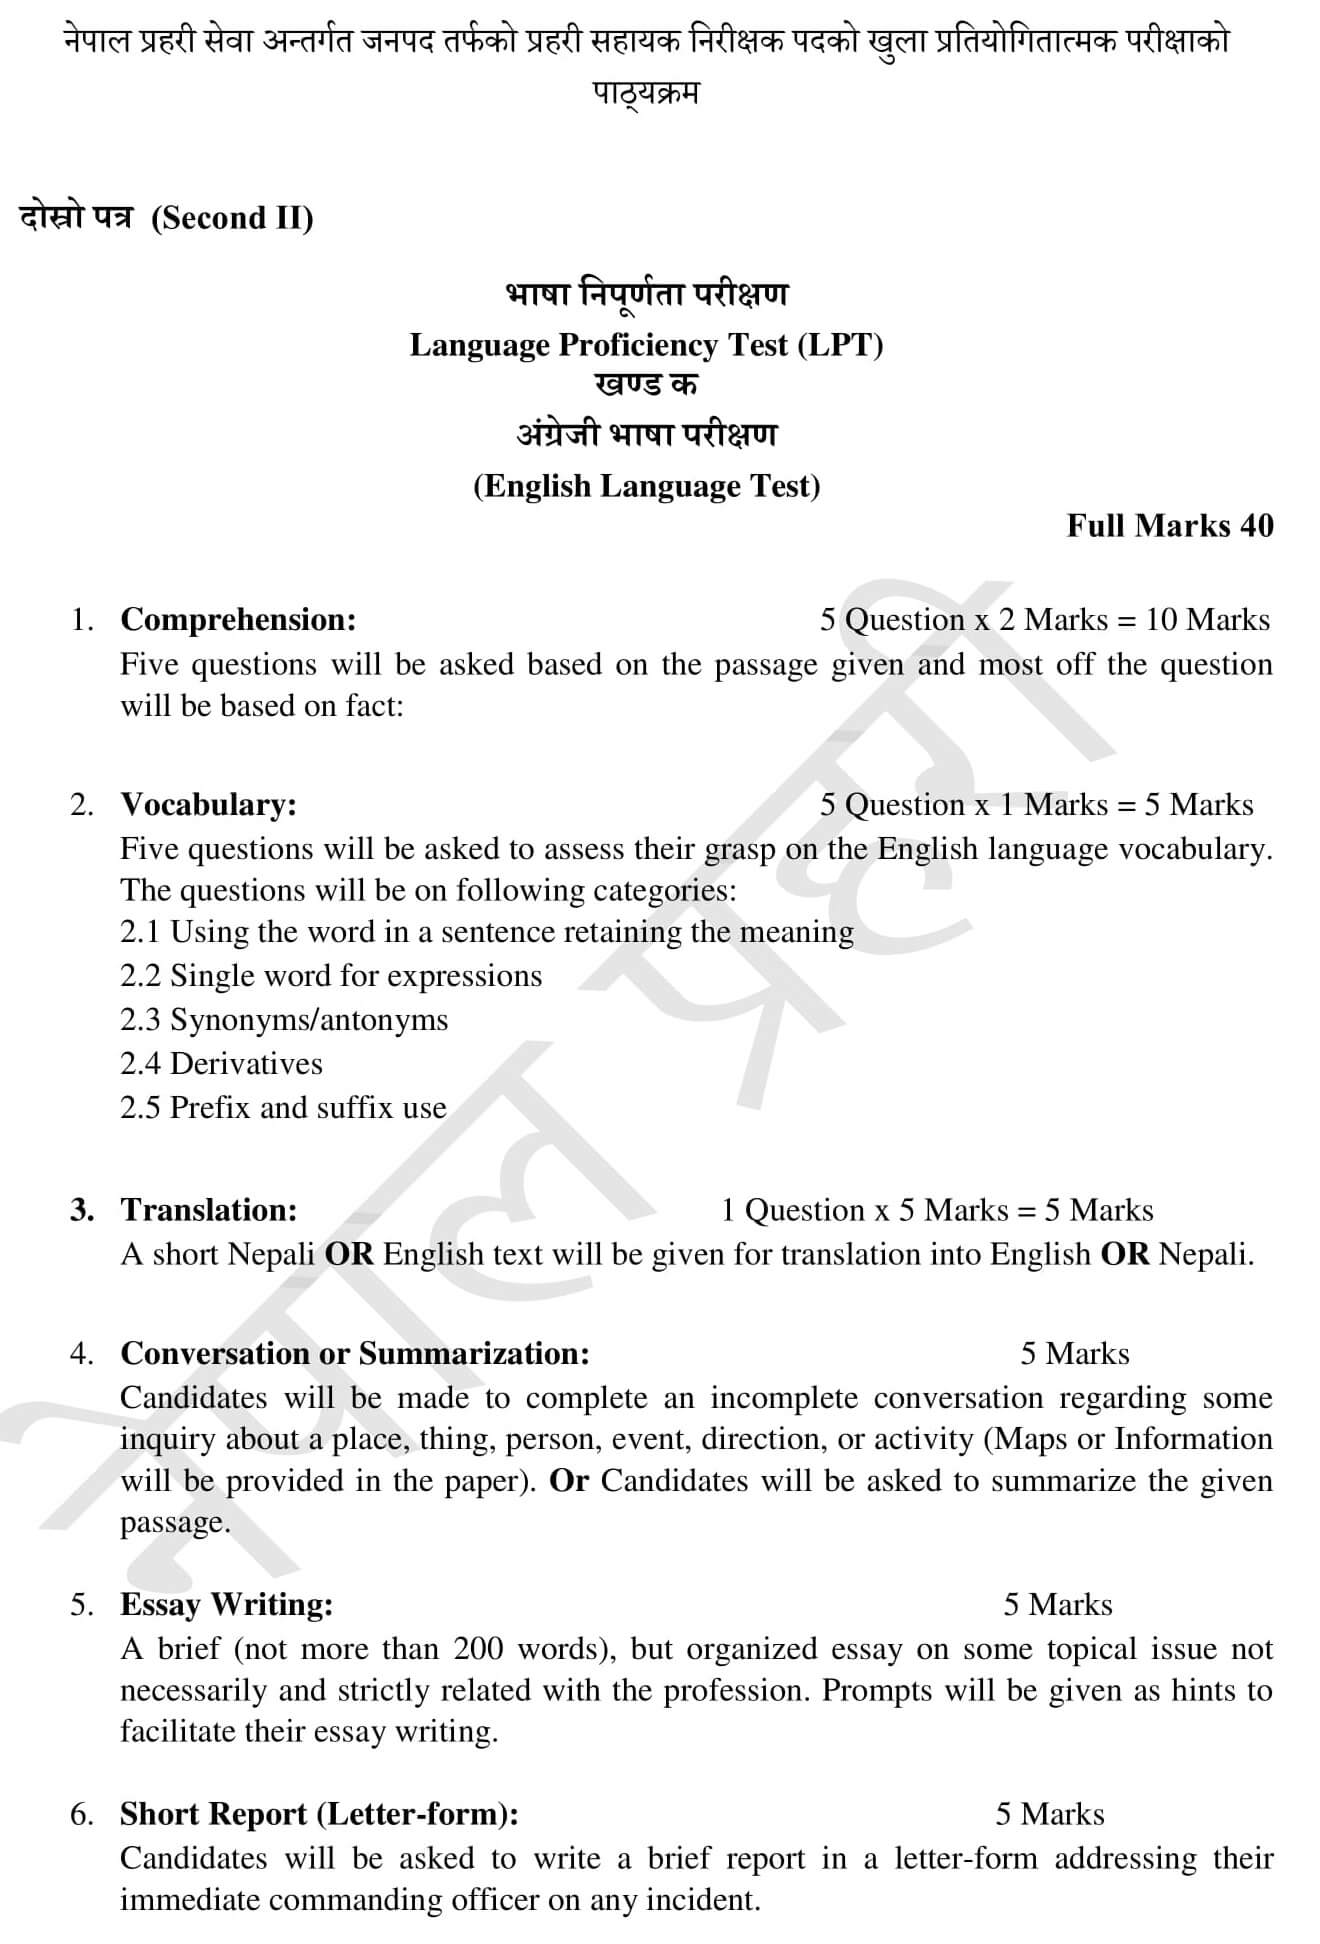 नेपाल प्रहरी सेवा अन्तर्गत जनपद तर्फको प्रहरी सहायक निरीक्षक पदको खुला प्रतियोगितात्मक परीक्षाको
पाठ्यक्रम
दोस्रो पत्र (Second II)
भाषा निपूर्णता परीक्षण
Language Proficiency Test (LPT)
खण्ड क
अंग्रेजी भाषा परीक्षण
(English Language Test)
Full Marks 40
1. Comprehension: 5 Question x 2 Marks = 10 Marks
Five questions will be asked based on the passage given and most off the question
will be based on fact:
2. Vocabulary: 5 Question x 1 Marks = 5 Marks
Five questions will be asked to assess their grasp on the English language vocabulary.
The questions will be on following categories:
2.1 Using the word in a sentence retaining the meaning
2.2 Single word for expressions
2.3 Synonyms/antonyms
2.4 Derivatives
2.5 Prefix and suffix use
3. Translation: 1 Question x 5 Marks = 5 Marks
A short Nepali OR English text will be given for translation into English OR Nepali.
4. Conversation or Summarization: 5 Marks
Candidates will be made to complete an incomplete conversation regarding some
inquiry about a place, thing, person, event, direction, or activity (Maps or Information
will be provided in the paper). Or Candidates will be asked to summarize the given
passage.
5. Essay Writing: 5 Marks
A brief (not more than 200 words), but organized essay on some topical issue not
necessarily and strictly related with the profession. Prompts will be given as hints to
facilitate their essay writing.
6. Short Report (Letter-form): 5 Marks
Candidates will be asked to write a brief report in a letter-form addressing their
immediate commanding officer on any incident.
नेपाल प्रहरी